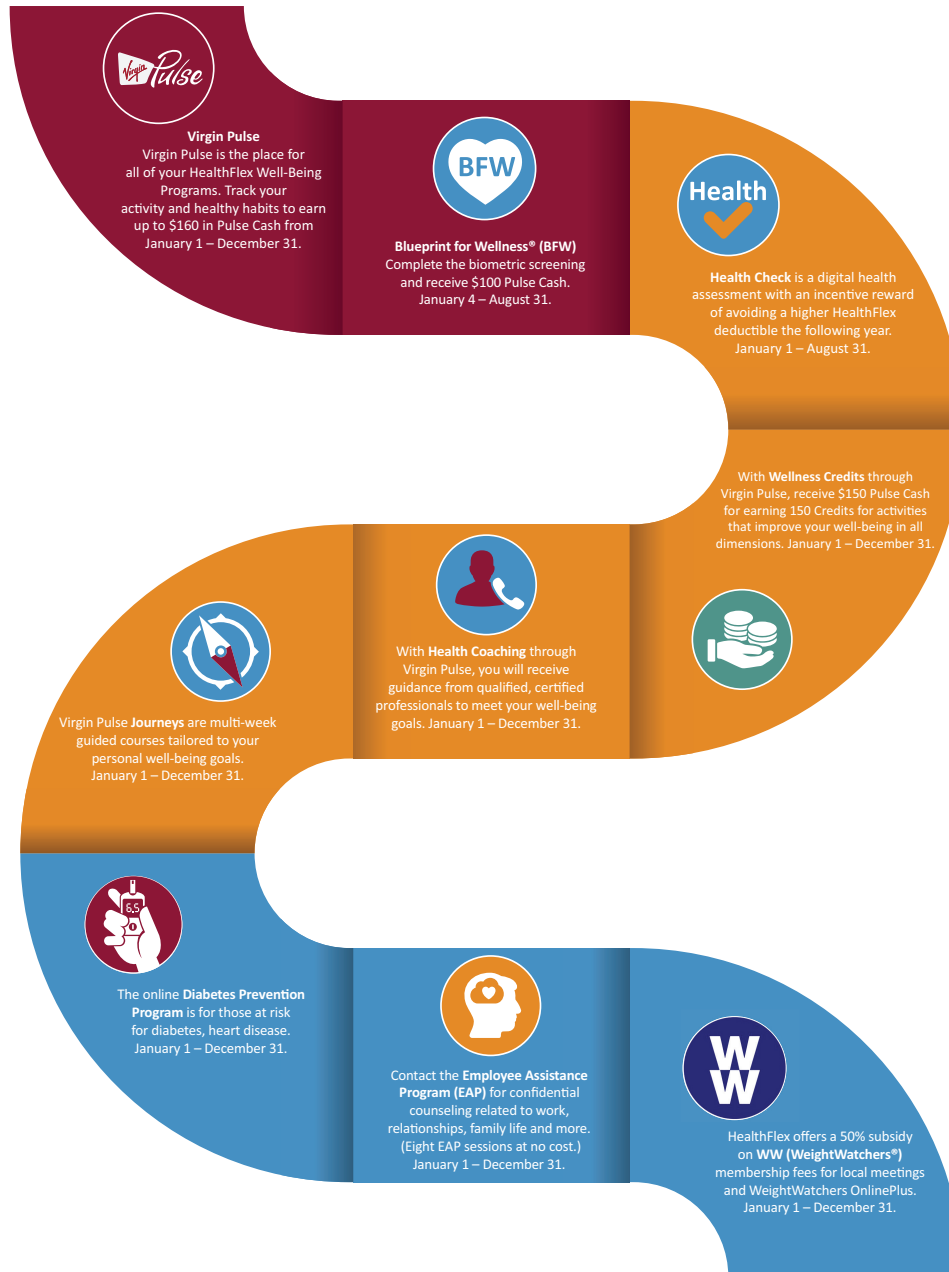 Virgin Pulse
Virgin Pulse
Virgin Pulse is the place for
all of your HealthFlex Well-Being
Programs. Track your
activity and healthy habits to earn
up to $160 in Pulse Cash from
January 1 – December 31.
BFW
Blueprint for Wellness® (BFW)
Complete the biometric screening
and receive $100 Pulse Cash.
January 4 – August 31.
Health
Health Check is a digital health
assessment with an incentive reward
of avoiding a higher HealthFlex
deductible the following year.
January 1 – August 31.
With Wellness Credits through
Virgin Pulse, receive $150 Pulse Cash
for earning 150 Credits for activities
that improve your well-being in all
dimensions. January 1 – December 31.
With Health Coaching through
Virgin Pulse, you will receive
guidance from qualified, certified
professionals to meet your well-being
goals. January 1 – December 31.
Virgin Pulse Journeys are multi-week
guided courses tailored to your
personal well-being goals.
January 1 – December 31.
6.5
The online Diabetes Prevention
Program is for those at risk
for diabetes, heart disease.
January 1 – December 31.
Contact the Employee Assistance
Program (EAP) for confidential
counseling related to work,
relationships, family life and more.
(Eight EAP sessions at no cost.)
January 1 – December 31.
W
W
HealthFlex offers a 50% subsidy
on WW (WeightWatchers®)
membership fees for local meetings
and WeightWatchers OnlinePlus.
January 1 – December 31.